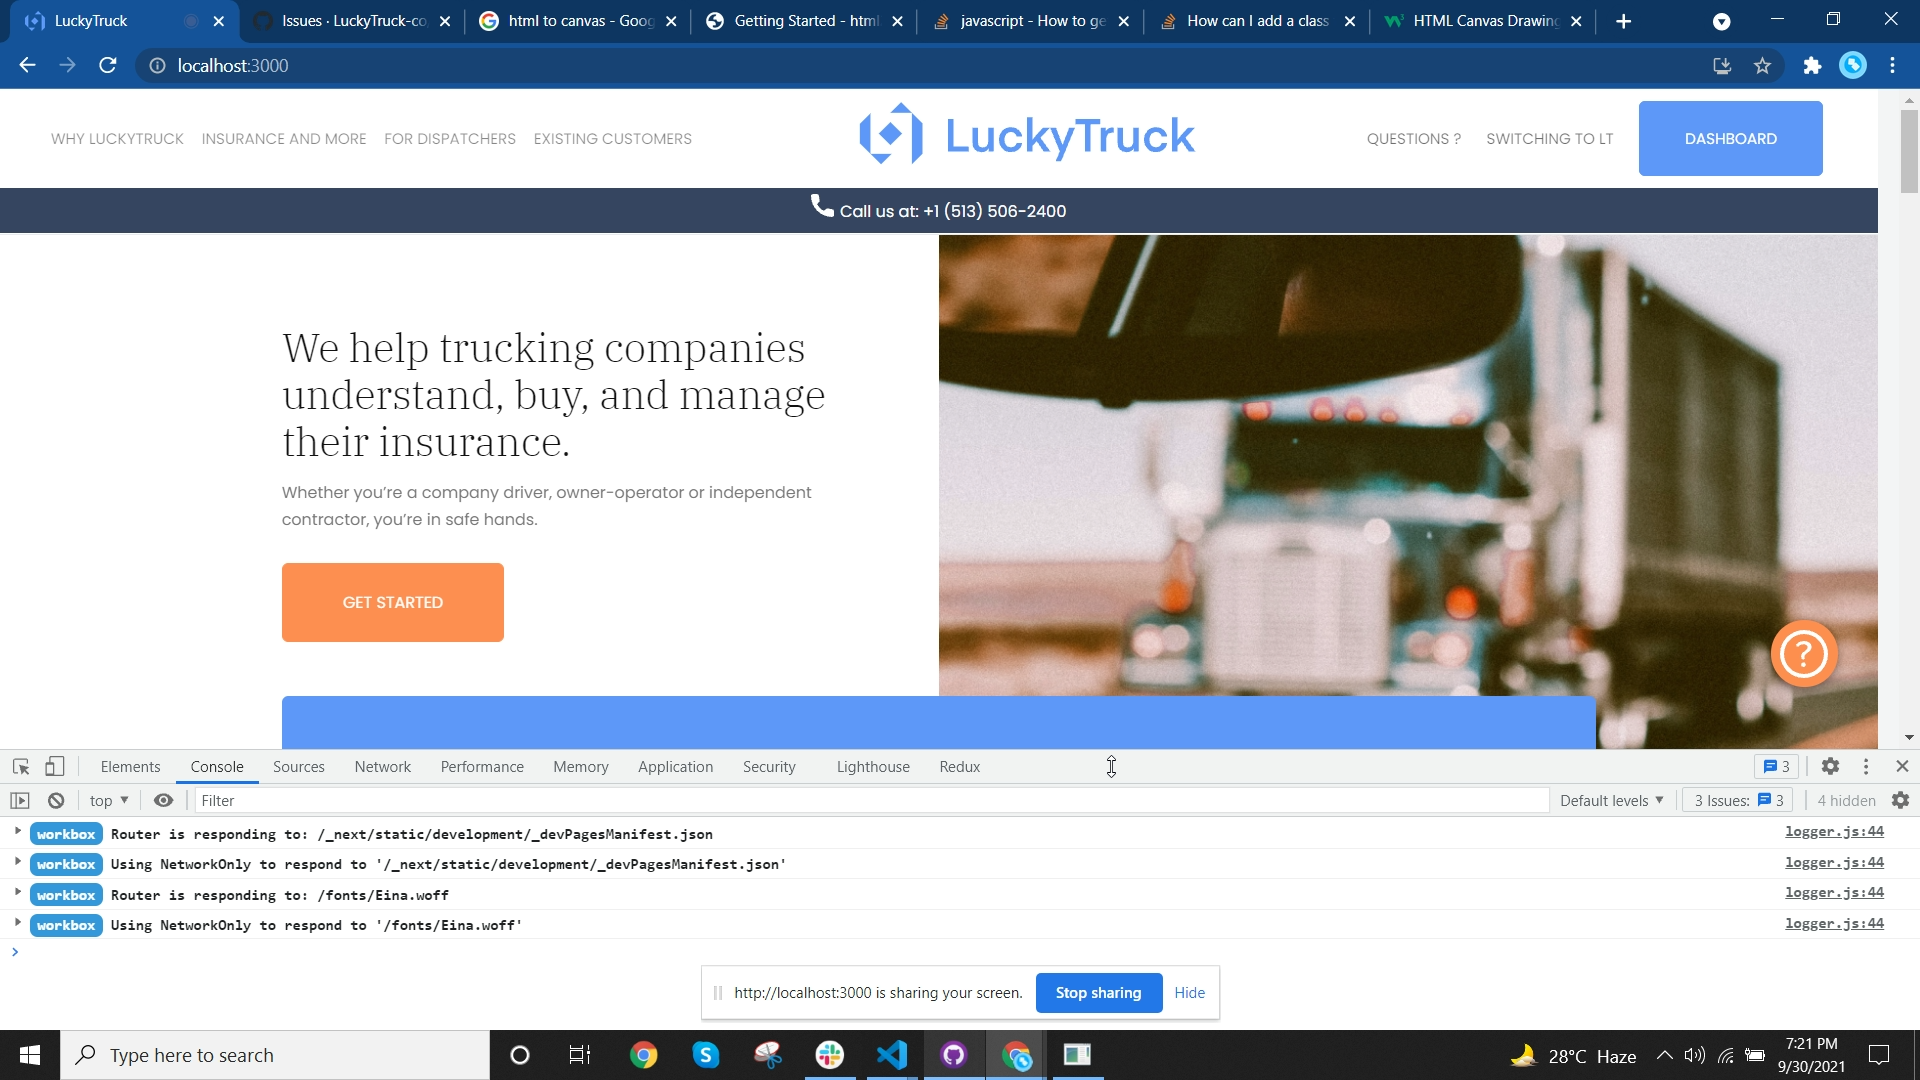 LuckyTruck
Issues · LuckyTruck-co
html to canvas - Goog
Getting Started - html
javascript - How to ge
How can I add a class
HTML Canvas Drawing
localhost:3000
WHY LUCKYTRUCK INSURANCE AND MORE FOR DISPATCHERS EXISTING CUSTOMERS
LuckyTruck
QUESTIONS ? SWITCHING TO LT DASHBOARD
Call us at: +1 (513) 506-2400
We help trucking companies
understand, buy, and manage
their insurance.
Whether you're a company driver, owner-operator or independent
contractor, you're in safe hands.
GET STARTED
?
Elements Console Sources Network Performance Memory Application Security Lighthouse Redux 3
top Filter Default levels 3 Issues: 3 4 hidden
workbox Router is responding to: /_next/static/development/_devPagesManifest.json logger.js:44
workbox Using NetworkOnly to respond to '/_next/static/development/_devPagesManifest.json' logger.js:44
workbox Router is responding to: /fonts/Eina.woff logger.js:44
workbox Using NetworkOnly to respond to '/fonts/Eina.woff' logger.js:44
http://localhost:3000 is sharing your screen. Stop sharing Hide
Type here to search
28°C Haze
7:21 PM
9/30/2021